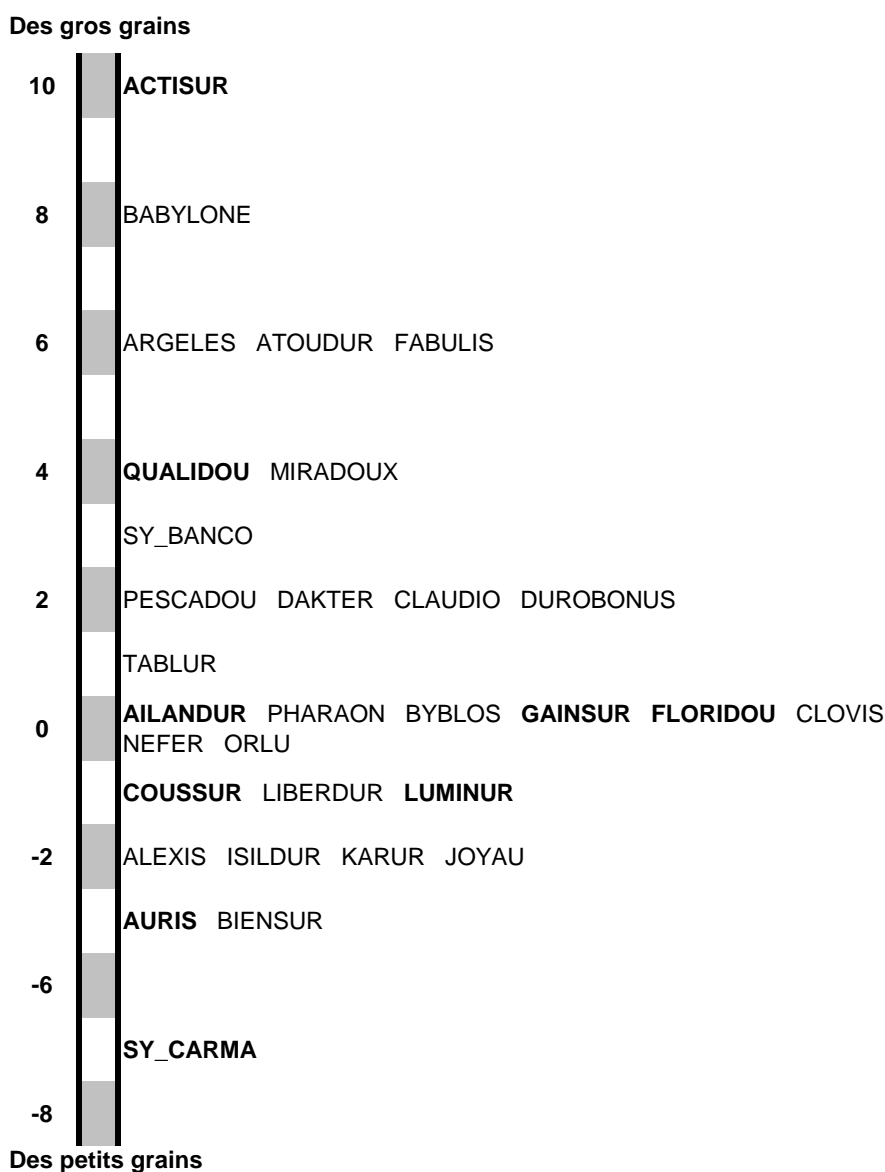 Des gros grains
10 ACTISUR
8 BABYLONE
6 ARGELES ATOUDUR FABULIS
4 QUALIDOU MIRADOUX
SY_BANCO
2 PESCADOU DAKTER CLAUDIO DUROBONUS
TABLUR
0 AILANDUR PHARAON BYBLOS GAINSUR FLORIDOU CLOVIS
NEFER ORLU
COUSSUR LIBERDUR LUMINUR
-2 ALEXIS ISILDUR KARUR JOYAU
AURIS BIENSUR
-6
SY_CARMA
-8
Des petits grains